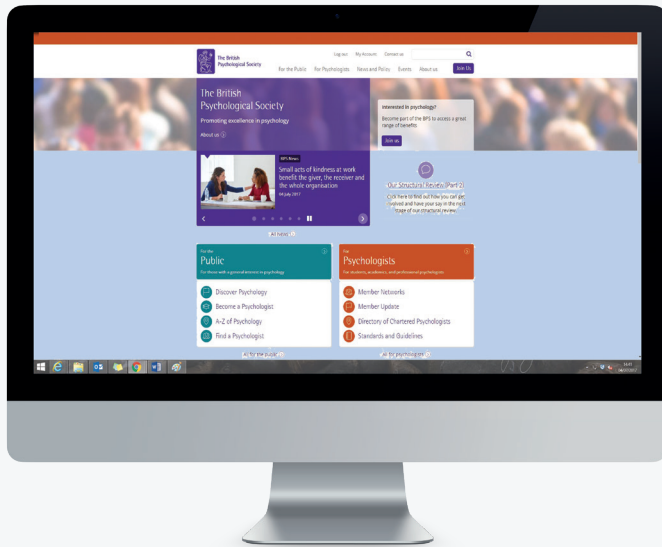 The British
Psychological Society
Log out My Account Contact us
For the Public For Psychologists News and Policy Events About us Join Us
The British
Psychological Society
Promoting excellence in psychology
About us
Interested in psychology?
Become part of the BPS to access a great
range of benefits
Join us
BPS News
Small acts of kindness at work
benefit the giver, the receiver and
the whole organisation
04 July 2017
Our Structural Review (Part 2)
Click here to find out how you can get
involved and have your say in the next
stage of our structural review
All News
For the
Public
For those with a general interest in psychology
For
Psychologists
For students, academics, and professional psychologists
Discover Psychology
Become a Psychologist
A-Z of Psychology
Find a Psychologist
Member Networks
Member Update
Directory of Chartered Psychologists
Standards and Guidelines
All for the public
All for psychologists